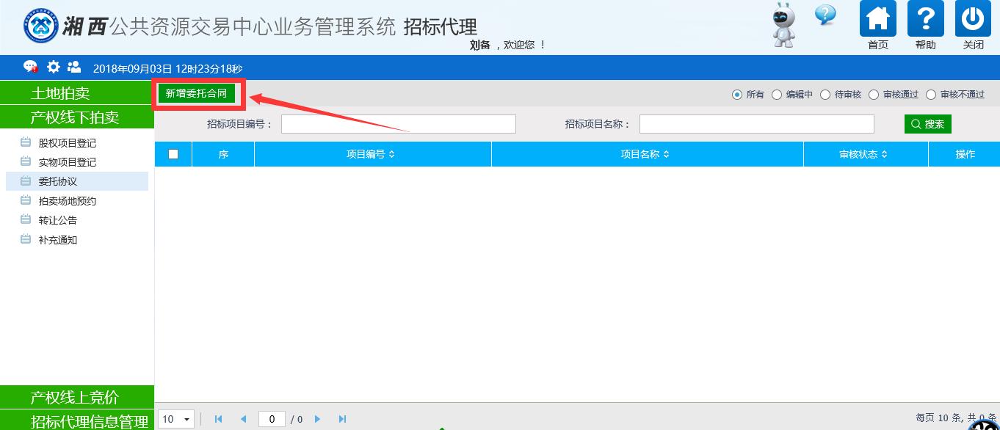 湘西公共资源交易中心业务管理系统 招标代理
刘备 ，欢迎您 ！
首页 帮助 关闭
2018年09月03日 12时23分18秒
土地拍卖
产权线下拍卖
股权项目登记
实物项目登记
委托协议
拍卖场地预约
转让公告
补充通知
产权线上竞价
招标代理信息管理
新增委托合同
所有 编辑中 待审核 审核通过 审核不通过
招标项目编号： 招标项目名称： 搜索
序 项目编号 项目名称 审核状态 操作
10 0 / 0 每页 10 条, 共 0 条